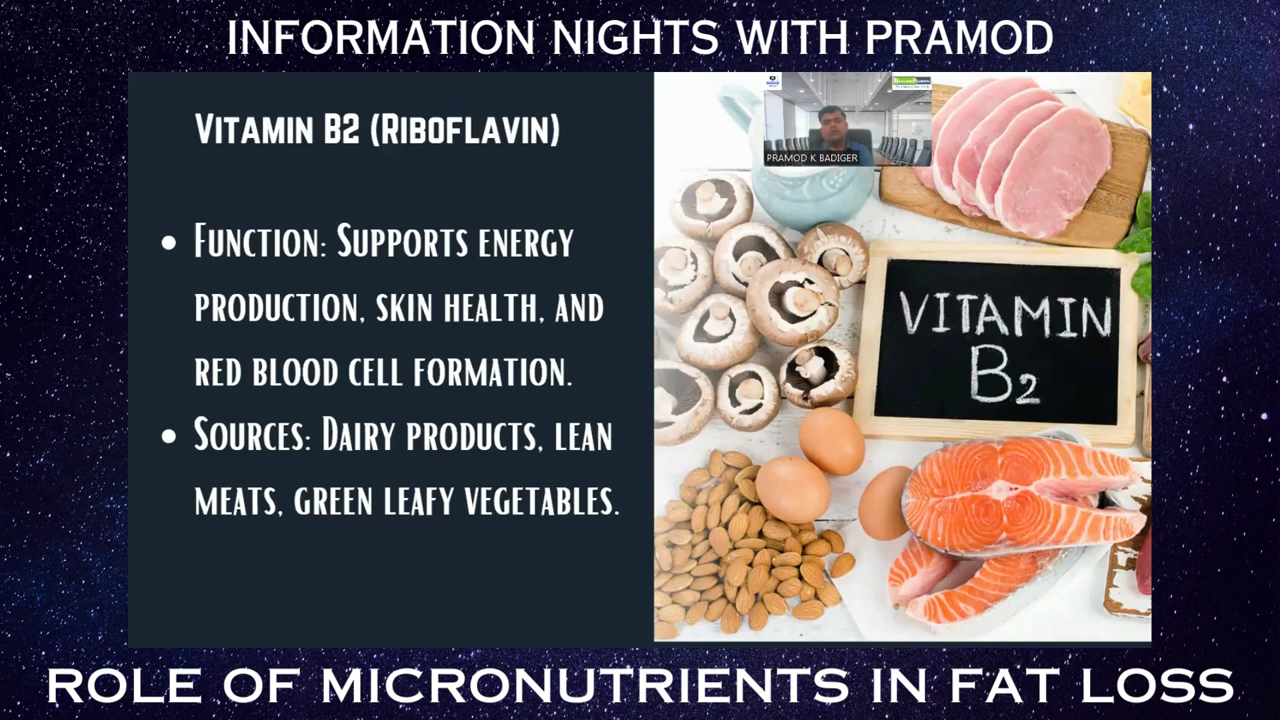 INFORMATION NIGHTS WITH PRAMOD
VITAMIN B2 (RIBOFLAVIN)
• FUNCTION: SUPPORTS ENERGY
PRODUCTION, SKIN HEALTH, AND
RED BLOOD CELL FORMATION.
• SOURCES: DAIRY PRODUCTS, LEAN
MEATS, GREEN LEAFY VEGETABLES.
PRAMOD K BADIGER
VITAMIN
B2
ROLE OF MICRONUTRIENTS IN FAT LOSS